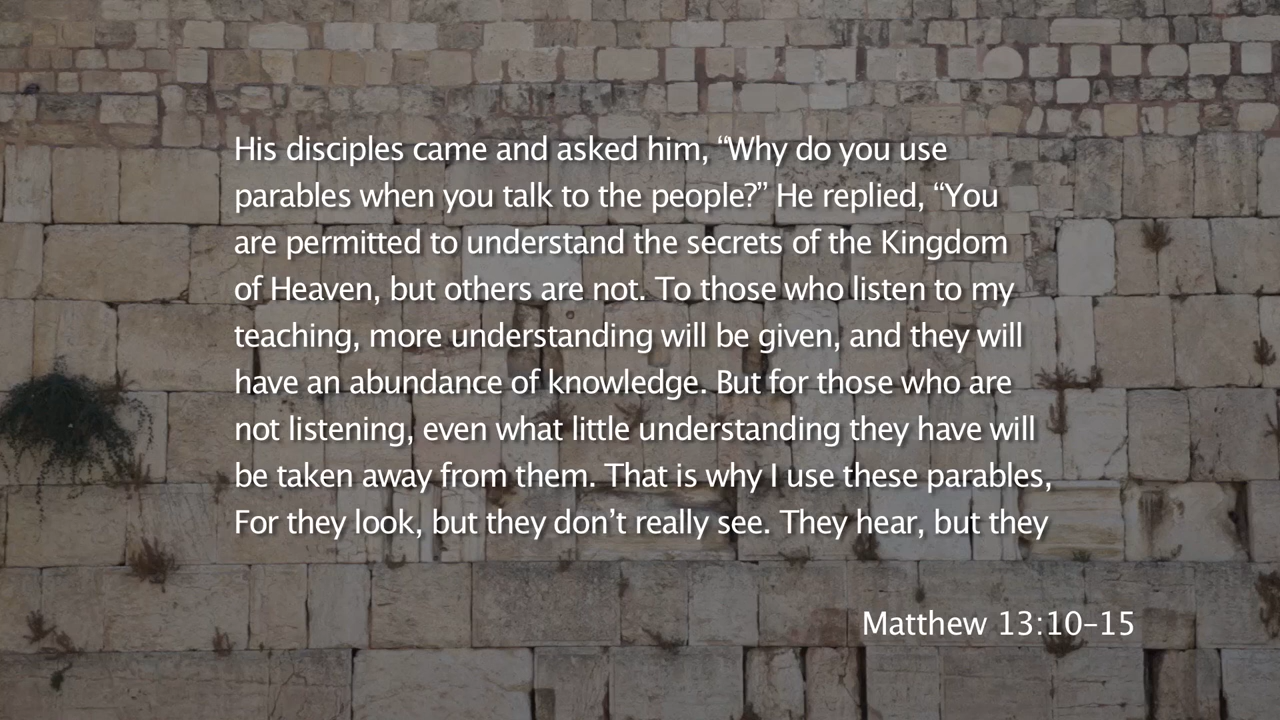 His disciples came and asked him, “Why do you use
parables when you talk to the people?” He replied, “You
are permitted to understand the secrets of the Kingdom
of Heaven, but others are not. To those who listen to my
teaching, more understanding will be given, and they will
have an abundance of knowledge. But for those who are
not listening, even what little understanding they have will
be taken away from them. That is why I use these parables,
For they look, but they don’t really see. They hear, but they
Matthew 13:10–15